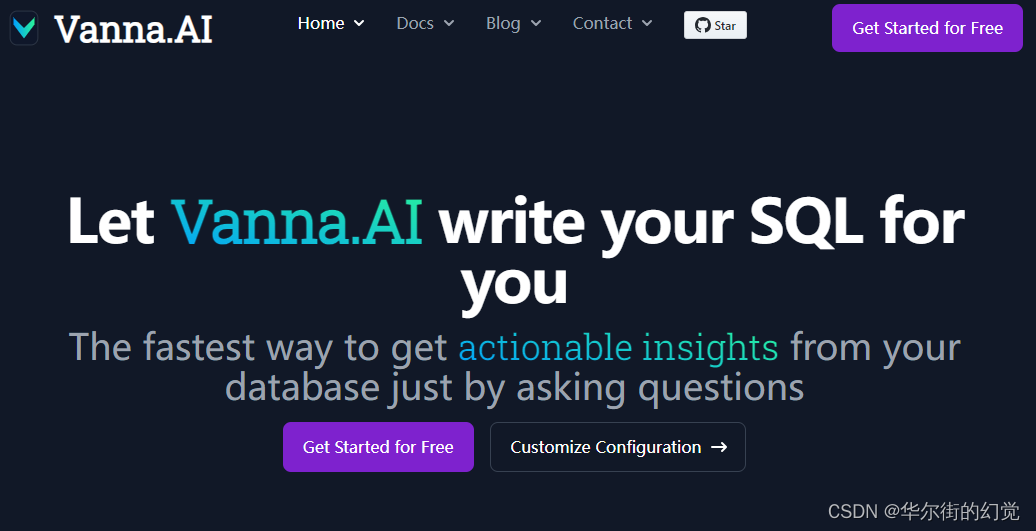 Vanna.AI
Home Docs Blog Contact Star Get Started for Free
Let Vanna.AI write your SQL for
you
The fastest way to get actionable insights from your
database just by asking questions
Get Started for Free Customize Configuration →
CSDN @华尔街的幻觉